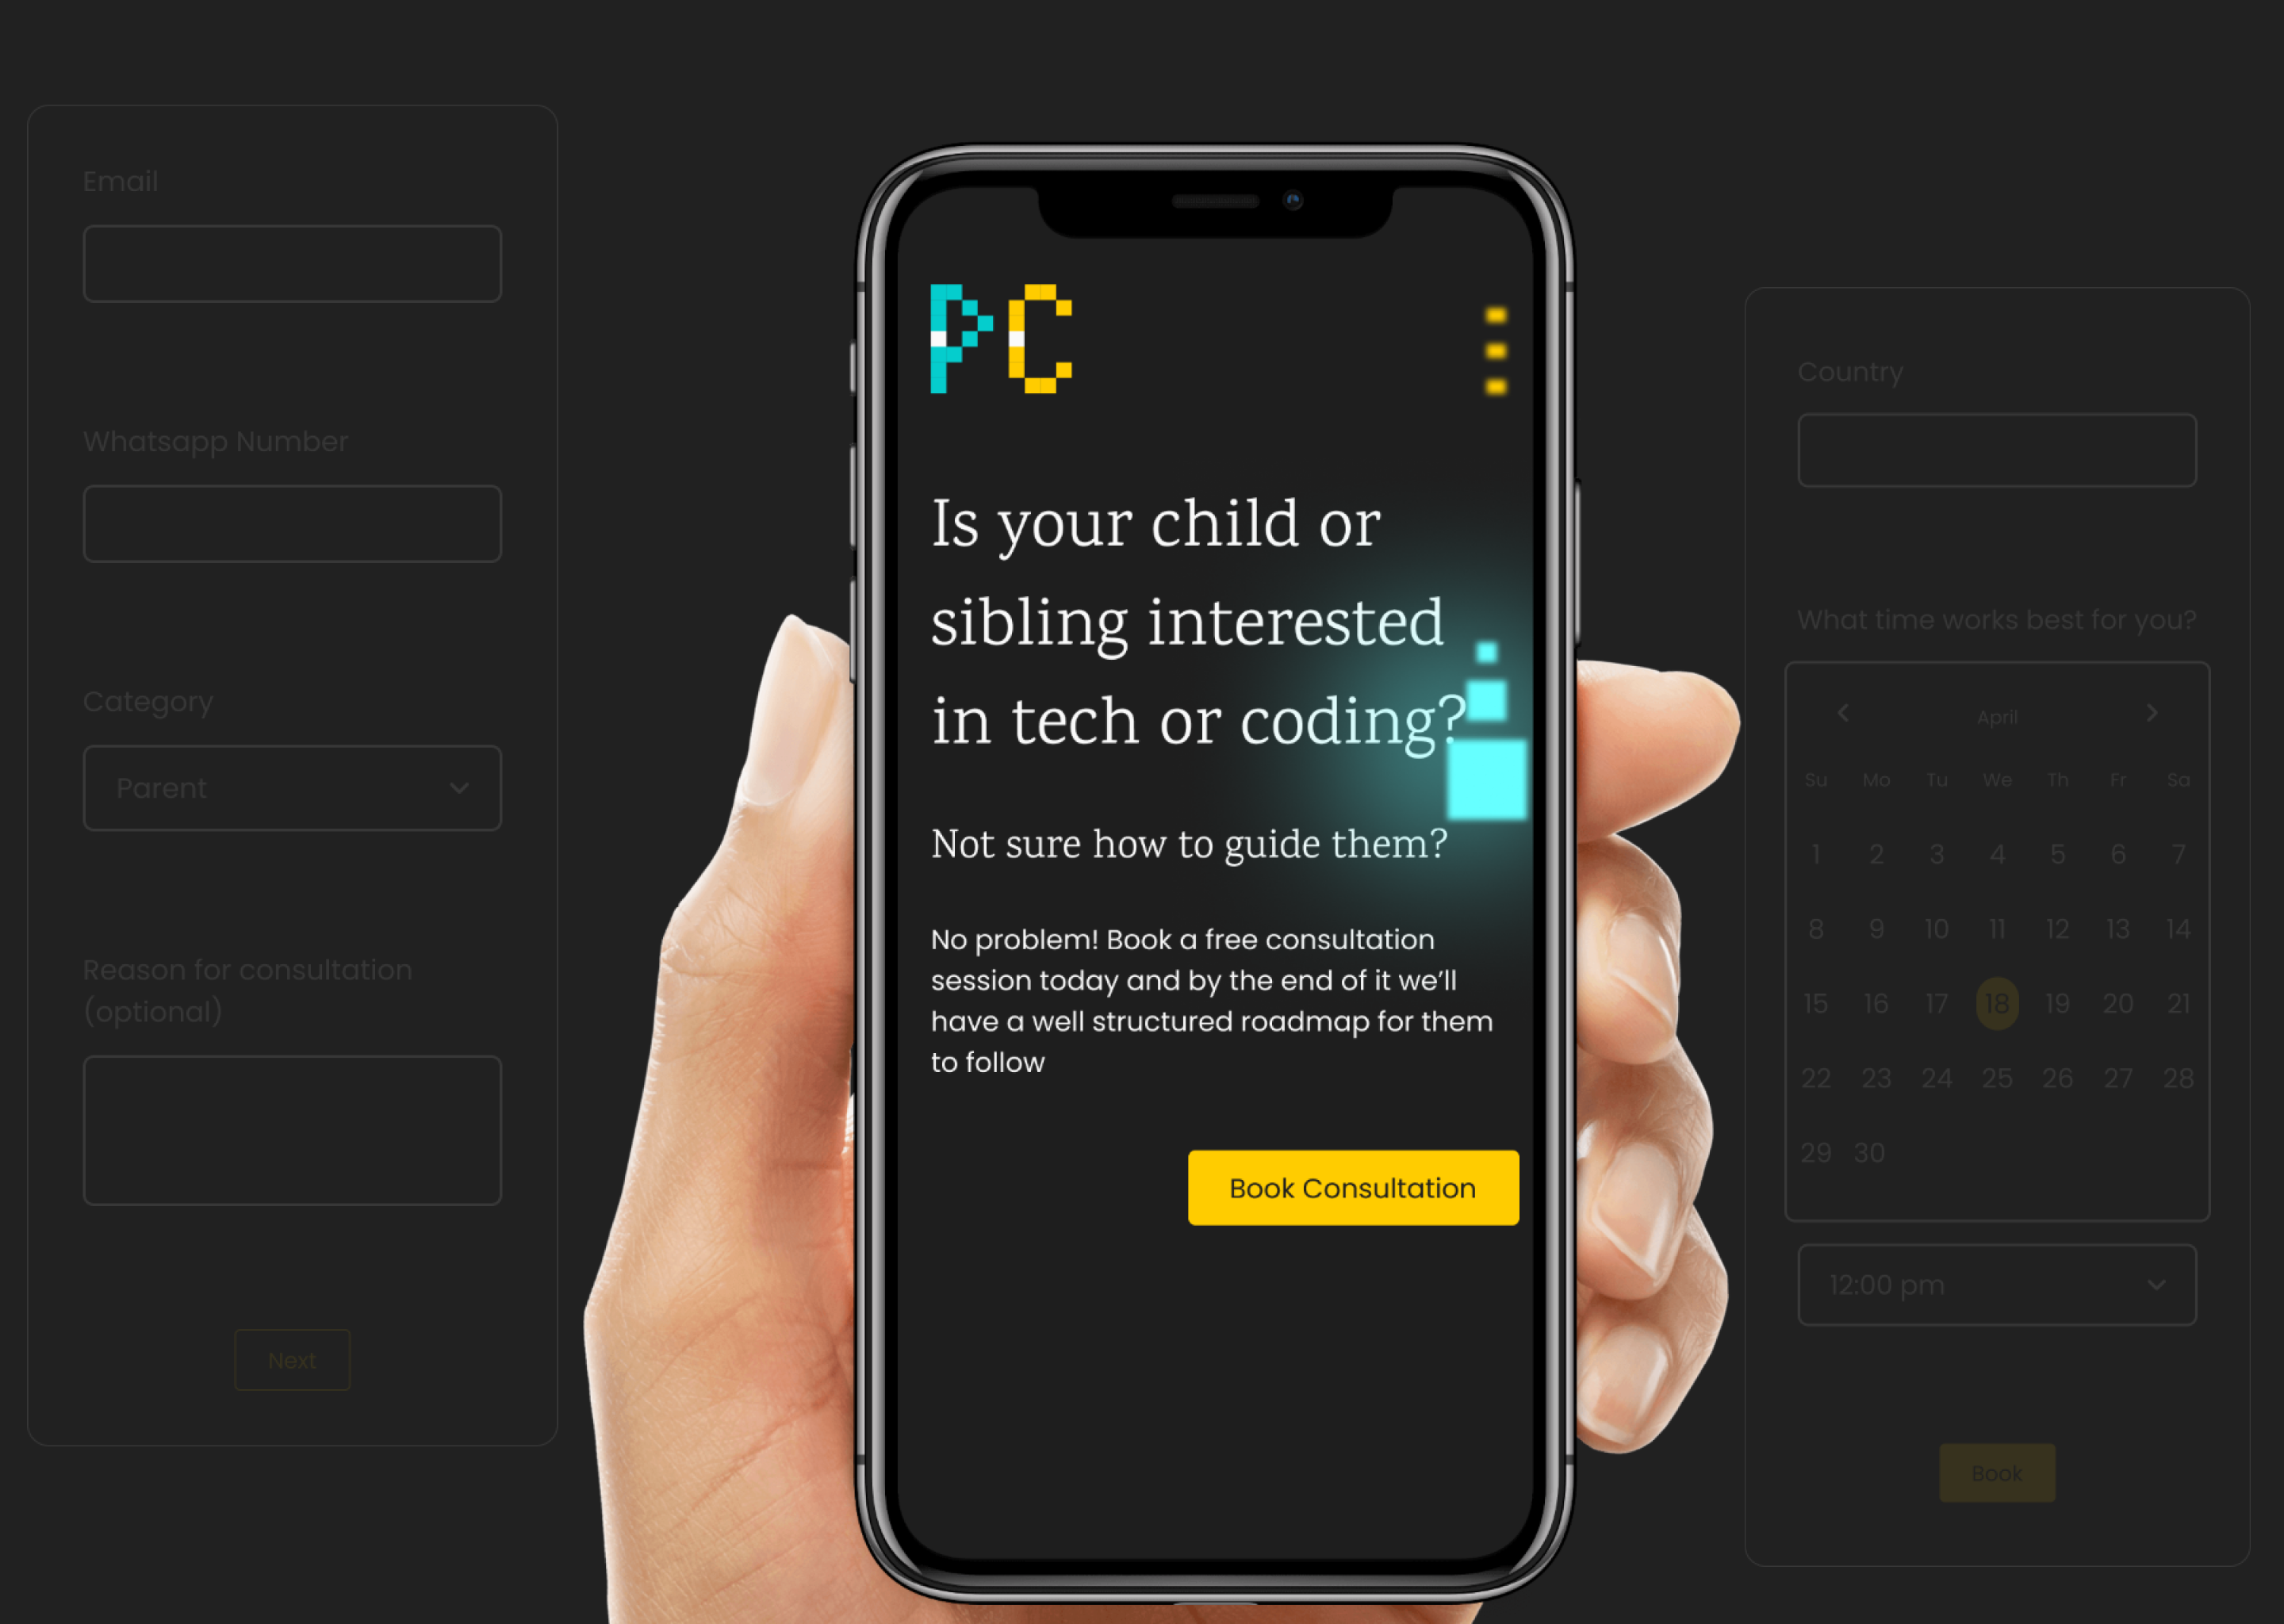 Email
Whatsapp Number
Category
Parent
Reason for consultation
(optional)
Next
PC
Is your child or
sibling interested
in tech or coding?
Not sure how to guide them?
No problem! Book a free consultation
session today and by the end of it we’ll
have a well structured roadmap for them
to follow
Book Consultation
Country
What time works best for you?
April
Su Mo Tu We Th Fr Sa
1 2 3 4 5 6 7
8 9 10 11 12 13 14
15 16 17 18 19 20 21
22 23 24 25 26 27 28
29 30
12:00 pm
Book